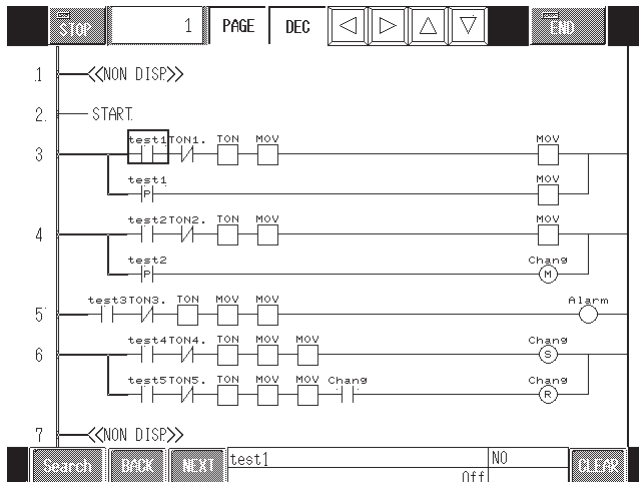 STOP 1 PAGE DEC END
1 <<NON DISP>>
2. START.
test1 TON1. TON MOV MOV
3
test1 MOV
P
test2 TON2. TON MOV MOV
4
test2 Chang
P M
test3 TON3. TON MOV MOV Alarm
5
test4 TON4. TON MOV MOV Chang
6 S
test5 TON5. TON MOV MOV Chang Chang
R
7 <<NON DISP>>
Search BACK NEXT test1 NO CLEAR
Off